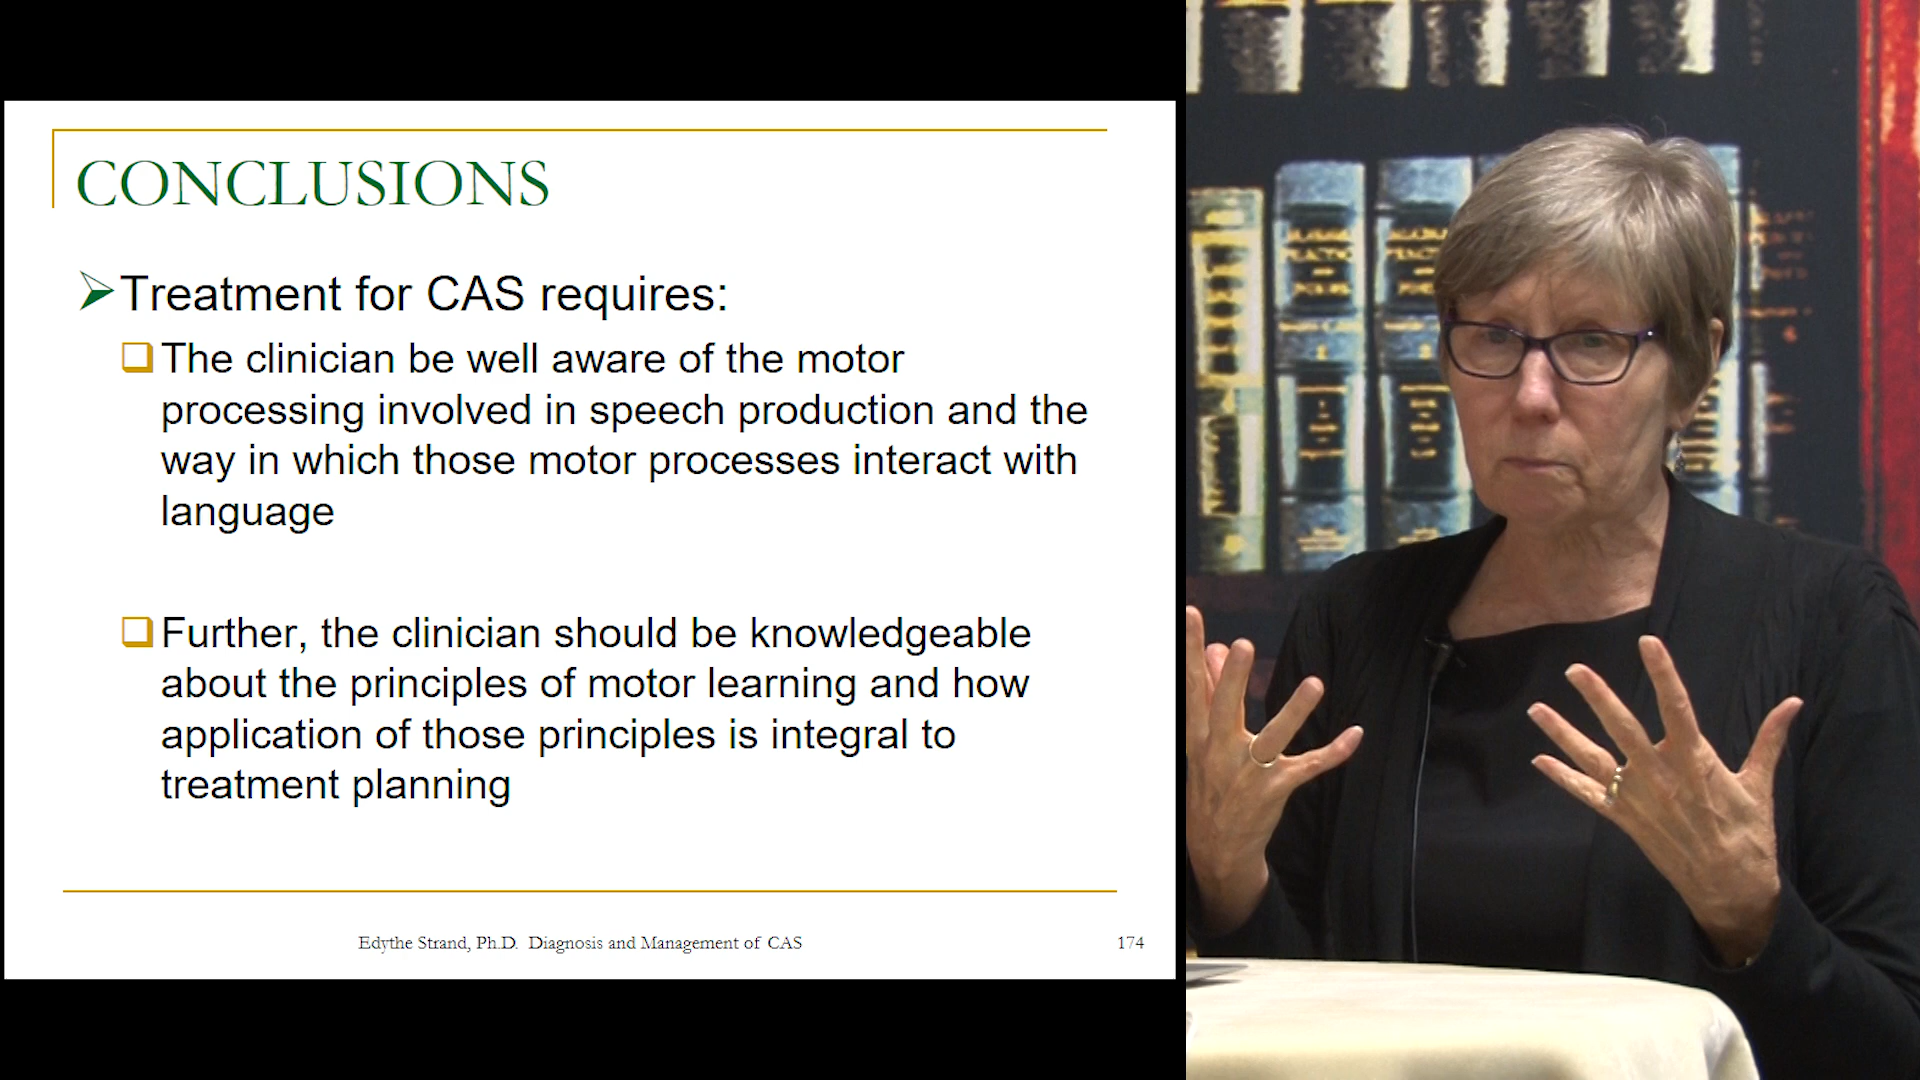 CONCLUSIONS
Treatment for CAS requires:
The clinician be well aware of the motor
processing involved in speech production and the
way in which those motor processes interact with
language
Further, the clinician should be knowledgeable
about the principles of motor learning and how
application of those principles is integral to
treatment planning
Edythe Strand, Ph.D. Diagnosis and Management of CAS
174